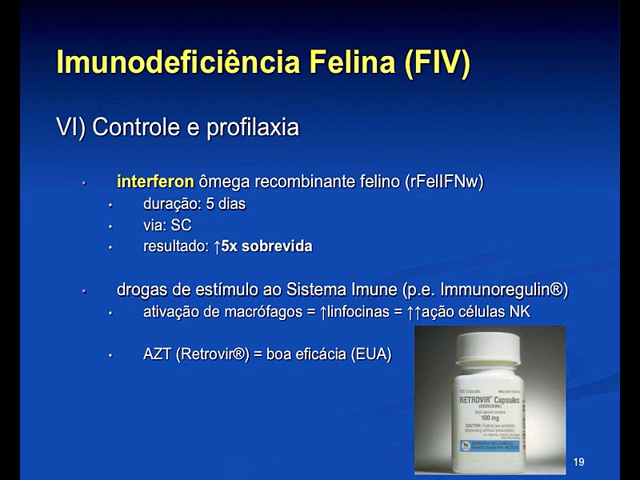 Imunodeficiência Felina (FIV)
VI) Controle e profilaxia
interferon ômega recombinante felino (rFelIFNw)
duração: 5 dias
via: SC
resultado: ↑5x sobrevida
drogas de estímulo ao Sistema Imune (p.e. Immunoregulin®)
ativação de macrófagos = ↑linfocinas = ↑↑ação células NK
AZT (Retrovir®) = boa eficácia (EUA)
RETROVIR Capsules
(ZIDOVUDINE)
100 mg
19